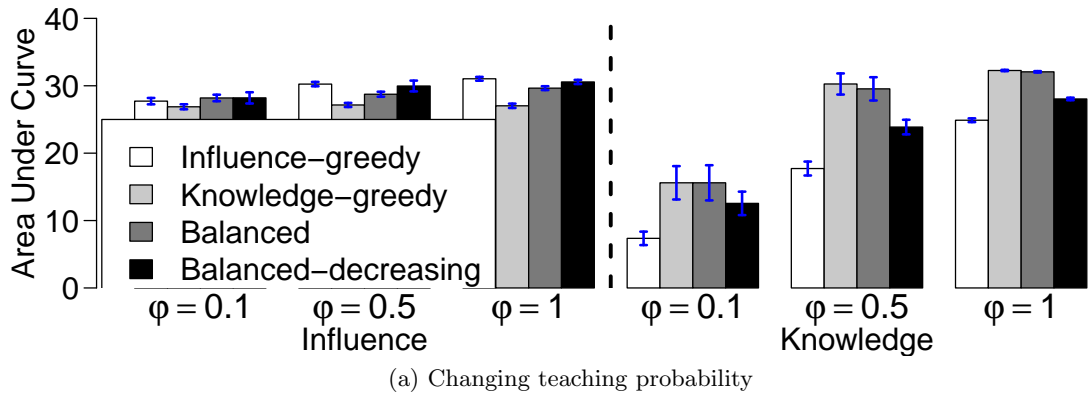 Area Under Curve
40
30
20
10
0
Influence−greedy
Knowledge−greedy
Balanced
Balanced−decreasing
φ = 0.1 φ = 0.5 φ = 1 φ = 0.1 φ = 0.5 φ = 1
Influence Knowledge
(a) Changing teaching probability